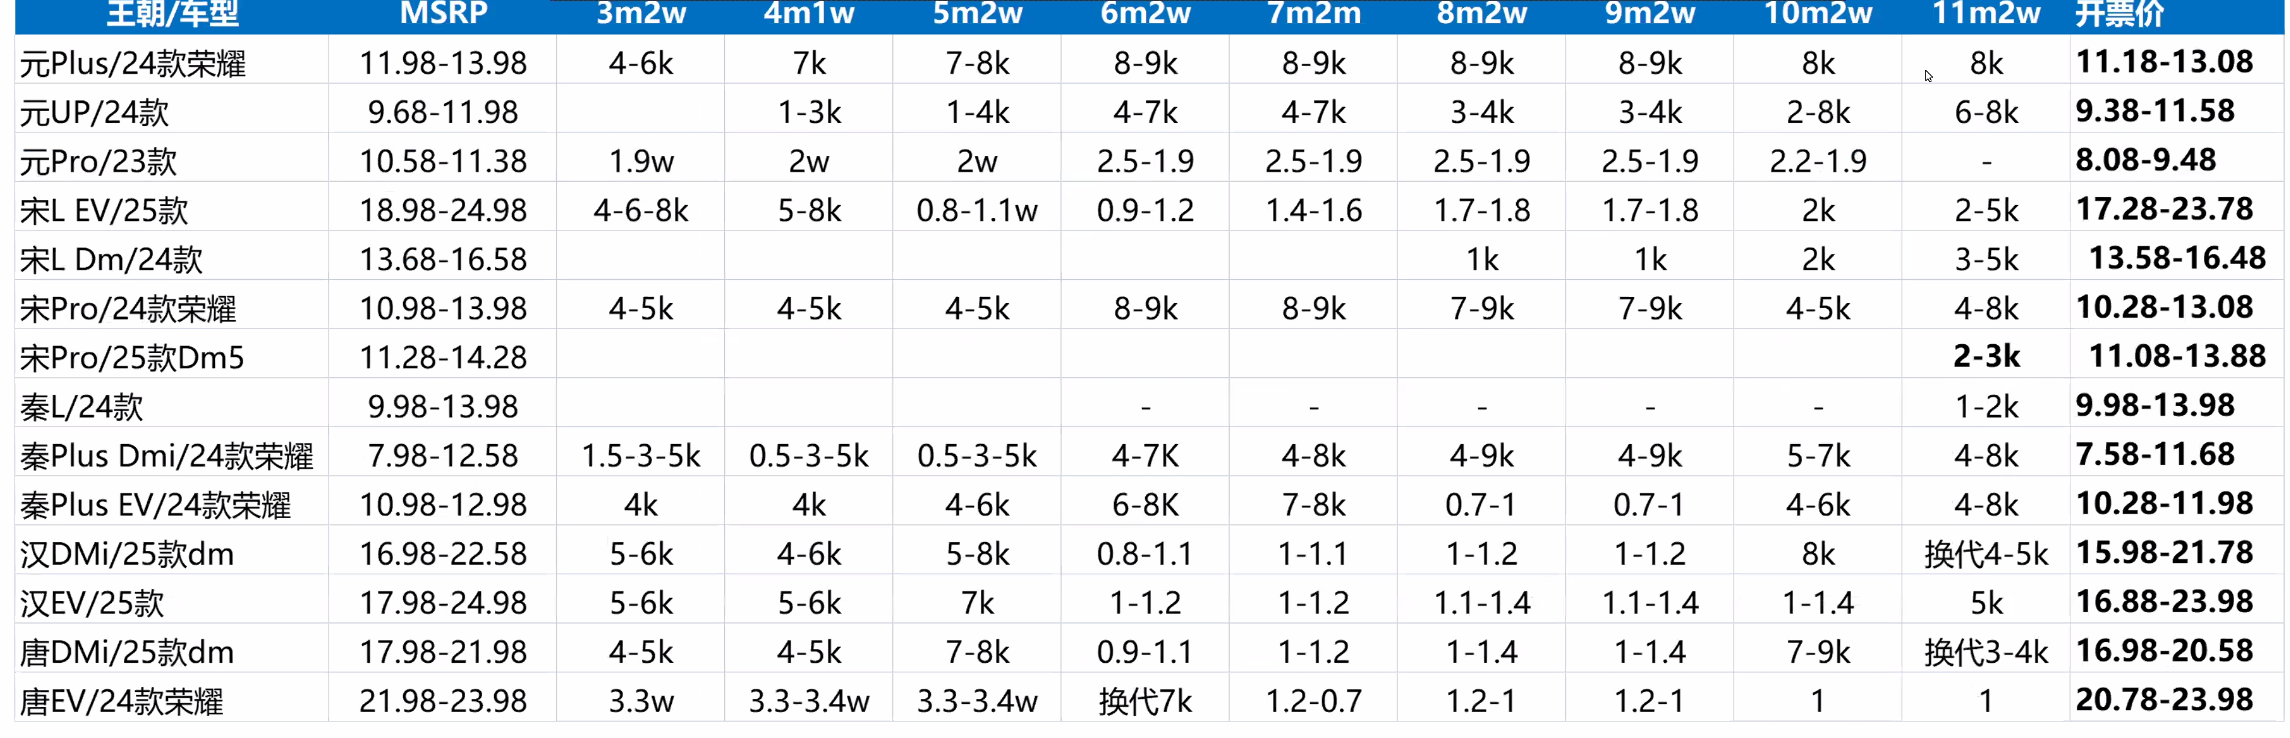 王朝/车型 MSRP 3m2w 4m1w 5m2w 6m2w 7m2m 8m2w 9m2w 10m2w 11m2w 开票价
元Plus/24款荣耀 11.98-13.98 4-6k 7k 7-8k 8-9k 8-9k 8-9k 8-9k 8k 8k 11.18-13.08
元UP/24款 9.68-11.98 1-3k 1-4k 4-7k 4-7k 3-4k 3-4k 2-8k 6-8k 9.38-11.58
元Pro/23款 10.58-11.38 1.9w 2w 2w 2.5-1.9 2.5-1.9 2.5-1.9 2.5-1.9 2.2-1.9 - 8.08-9.48
宋L EV/25款 18.98-24.98 4-6-8k 5-8k 0.8-1.1w 0.9-1.2 1.4-1.6 1.7-1.8 1.7-1.8 2k 2-5k 17.28-23.78
宋L Dm/24款 13.68-16.58 1k 1k 2k 3-5k 13.58-16.48
宋Pro/24款荣耀 10.98-13.98 4-5k 4-5k 4-5k 8-9k 8-9k 7-9k 7-9k 4-5k 4-8k 10.28-13.08
宋Pro/25款Dm5 11.28-14.28 2-3k 11.08-13.88
秦L/24款 9.98-13.98 - - - - - 1-2k 9.98-13.98
秦Plus Dmi/24款荣耀 7.98-12.58 1.5-3-5k 0.5-3-5k 0.5-3-5k 4-7K 4-8k 4-9k 4-9k 5-7k 4-8k 7.58-11.68
秦Plus EV/24款荣耀 10.98-12.98 4k 4k 4-6k 6-8K 7-8k 0.7-1 0.7-1 4-6k 4-8k 10.28-11.98
汉DMi/25款dm 16.98-22.58 5-6k 4-6k 5-8k 0.8-1.1 1-1.1 1-1.2 1-1.2 8k 换代4-5k 15.98-21.78
汉EV/25款 17.98-24.98 5-6k 5-6k 7k 1-1.2 1-1.2 1.1-1.4 1.1-1.4 1-1.4 5k 16.88-23.98
唐DMi/25款dm 17.98-21.98 4-5k 4-5k 7-8k 0.9-1.1 1-1.2 1-1.4 1-1.4 7-9k 换代3-4k 16.98-20.58
唐EV/24款荣耀 21.98-23.98 3.3w 3.3-3.4w 3.3-3.4w 换代7k 1.2-0.7 1.2-1 1.2-1 1 1 20.78-23.98